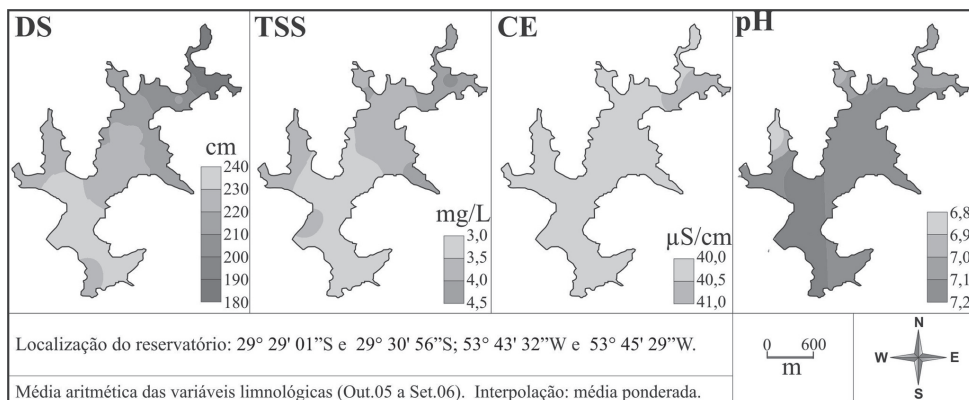 DS
TSS
CE
pH
cm
240
230
220
210
200
190
180
mg/L
3,0
3,5
4,0
4,5
µS/cm
40,0
40,5
41,0
6,8
6,9
7,0
7,1
7,2
Localização do reservatório: 29° 29' 01”S e 29° 30' 56”S; 53° 43' 32”W e 53° 45' 29”W.
0 600
m
N
W E
S
Média aritmética das variáveis limnológicas (Out.05 a Set.06). Interpolação: média ponderada.